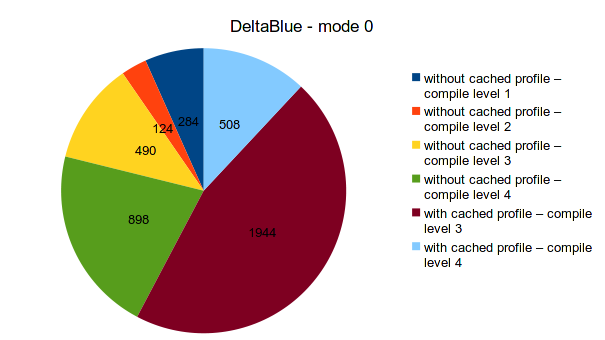 DeltaBlue - mode 0
284
508
124
490
898
1944
without cached profile –
compile level 1
without cached profile –
compile level 2
without cached profile –
compile level 3
without cached profile –
compile level 4
with cached profile – compile
level 3
with cached profile – compile
level 4